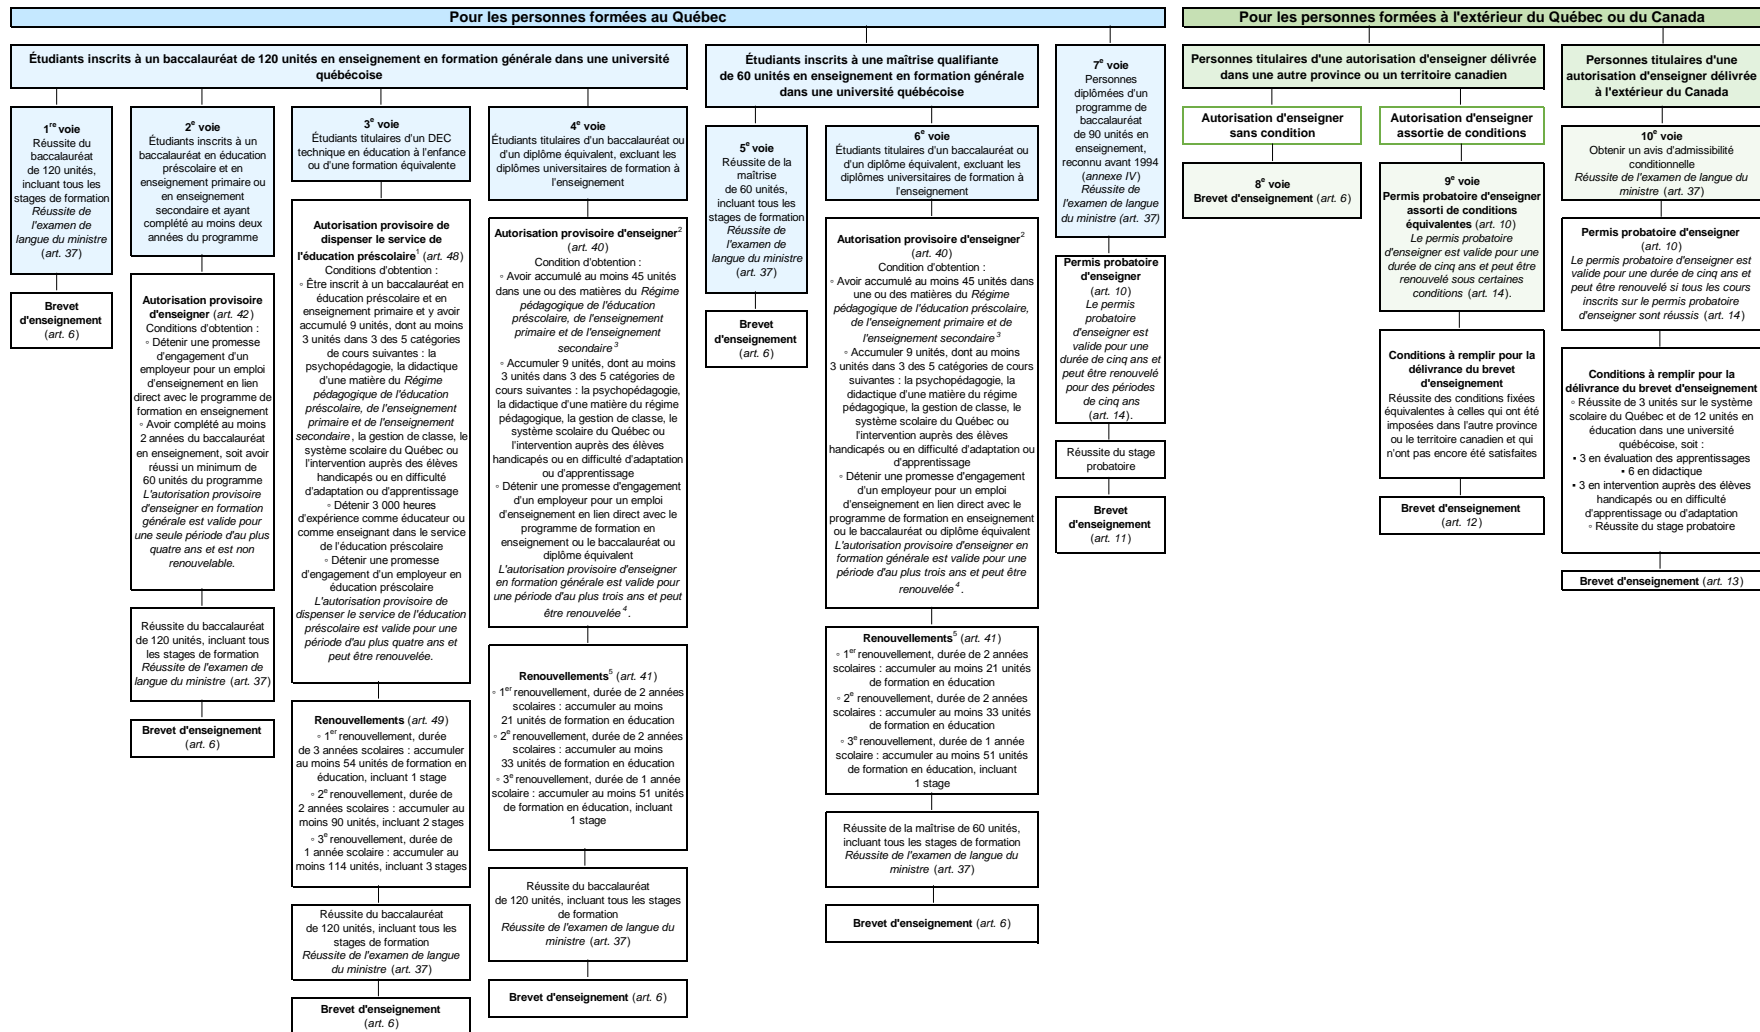 Pour les personnes formées au Québec
Étudiants inscrits à un baccalauréat de 120 unités en enseignement en formation générale dans une université
québécoise
1re voie
Réussite du
baccalauréat
de 120 unités,
incluant tous les
stages de formation
Réussite de
l'examen de
langue du ministre
(art. 37)
Brevet
d'enseignement
(art. 6)
2e voie
Étudiants inscrits à un
baccalauréat en éducation
préscolaire et en
enseignement primaire ou
en enseignement
secondaire et ayant
complété au moins deux
années du programme
Autorisation provisoire
d'enseigner (art. 42)
Conditions d'obtention :
◦ Détenir une promesse
d'engagement d'un
employeur pour un emploi
d'enseignement en lien
direct avec le programme de
formation en enseignement
◦ Avoir complété au moins
2 années du baccalauréat
en enseignement, soit avoir
réussi un minimum de
60 unités du programme
L'autorisation provisoire
d'enseigner en formation
générale est valide pour
une seule période d'au plus
quatre ans et est non
renouvelable.
Réussite du baccalauréat
de 120 unités, incluant tous
les stages de formation
Réussite de l'examen de
langue du ministre (art. 37)
Brevet d'enseignement
(art. 6)
3e voie
Étudiants titulaires d'un DEC
technique en éducation à l'enfance
ou d'une formation équivalente
Autorisation provisoire de
dispenser le service de
l'éducation préscolaire1 (art. 48)
Conditions d'obtention :
◦ Être inscrit à un baccalauréat en
éducation préscolaire et en
enseignement primaire et y avoir
accumulé 9 unités, dont au moins
3 unités dans 3 des 5 catégories
de cours suivantes : la
psychopédagogie, la didactique
d'une matière du Régime
pédagogique de l'éducation
préscolaire, de l'enseignement
primaire et de l'enseignement
secondaire, la gestion de classe, le
système scolaire du Québec ou
l'intervention auprès des élèves
handicapés ou en difficulté
d'adaptation ou d'apprentissage
◦ Détenir 3 000 heures
d'expérience comme éducateur ou
comme enseignant dans le service
de l'éducation préscolaire
◦ Détenir une promesse
d'engagement d'un employeur en
éducation préscolaire
L'autorisation provisoire de
dispenser le service de l'éducation
préscolaire est valide pour une
période d'au plus quatre ans et
peut être renouvelée.
Renouvellements (art. 49)
◦ 1er renouvellement, durée
de 3 années scolaires : accumuler
au moins 54 unités de formation en
éducation, incluant 1 stage
◦ 2e renouvellement, durée de
2 années scolaires : accumuler au
moins 90 unités, incluant 2 stages
◦ 3e renouvellement, durée de
1 année scolaire : accumuler au
moins 114 unités, incluant 3 stages
Réussite du baccalauréat
de 120 unités, incluant tous les
stages de formation
Réussite de l'examen de langue
du ministre (art. 37)
Brevet d'enseignement
(art. 6)
4e voie
Étudiants titulaires d'un baccalauréat ou
d'un diplôme équivalent, excluant les
diplômes universitaires de formation à
l'enseignement
Autorisation provisoire d'enseigner2
(art. 40)
Condition d'obtention :
◦ Avoir accumulé au moins 45 unités
dans une ou des matières du Régime
pédagogique de l'éducation
préscolaire, de l'enseignement
primaire et de l'enseignement
secondaire3
◦ Accumuler 9 unités, dont au moins
3 unités dans 3 des 5 catégories de
cours suivantes : la psychopédagogie,
la didactique d'une matière du régime
pédagogique, la gestion de classe, le
système scolaire du Québec ou
l'intervention auprès des élèves
handicapés ou en difficulté d'adaptation
ou d'apprentissage
◦ Détenir une promesse d'engagement
d'un employeur pour un emploi
d'enseignement en lien direct avec le
programme de formation en
enseignement ou le baccalauréat ou
diplôme équivalent
L'autorisation provisoire d'enseigner
en formation générale est valide pour
une période d'au plus trois ans et peut
être renouvelée4.
Renouvellements5 (art. 41)
◦ 1er renouvellement, durée de 2 années
scolaires : accumuler au moins
21 unités de formation en éducation
◦ 2e renouvellement, durée de 2 années
scolaires : accumuler au moins
33 unités de formation en éducation
◦ 3e renouvellement, durée de 1 année
scolaire : accumuler au moins 51 unités
de formation en éducation, incluant
1 stage
Réussite du baccalauréat
de 120 unités, incluant tous les stages
de formation
Réussite de l'examen de langue du
ministre (art. 37)
Brevet d'enseignement (art. 6)
Étudiants inscrits à une maîtrise qualifiante
de 60 unités en enseignement en formation générale
dans une université québécoise
5e voie
Réussite de la
maîtrise
de 60 unités,
incluant tous les
stages de formation
Réussite de
l'examen de
langue du ministre
(art. 37)
Brevet
d'enseignement
(art. 6)
6e voie
Étudiants titulaires d'un baccalauréat ou
d'un diplôme équivalent, excluant les
diplômes universitaires de formation à
l'enseignement
Autorisation provisoire d'enseigner2
(art. 40)
Condition d'obtention :
◦ Avoir accumulé au moins 45 unités dans
une ou des matières du Régime
pédagogique de l'éducation préscolaire,
de l'enseignement primaire et de
l'enseignement secondaire3
◦ Accumuler 9 unités, dont au moins
3 unités dans 3 des 5 catégories de cours
suivantes : la psychopédagogie, la
didactique d'une matière du régime
pédagogique, la gestion de classe, le
système scolaire du Québec ou
l'intervention auprès des élèves
handicapés ou en difficulté d'adaptation ou
d'apprentissage
◦ Détenir une promesse d'engagement
d'un employeur pour un emploi
d'enseignement en lien direct avec le
programme de formation en enseignement
ou le baccalauréat ou diplôme équivalent
L'autorisation provisoire d'enseigner en
formation générale est valide pour une
période d'au plus trois ans et peut être
renouvelée4.
Renouvellements5 (art. 41)
◦ 1er renouvellement, durée de 2 années
scolaires : accumuler au moins 21 unités
de formation en éducation
◦ 2e renouvellement, durée de 2 années
scolaires : accumuler au moins 33 unités
de formation en éducation
◦ 3e renouvellement, durée de 1 année
scolaire : accumuler au moins 51 unités
de formation en éducation, incluant
1 stage
Réussite de la maîtrise de 60 unités,
incluant tous les stages de formation
Réussite de l'examen de langue du
ministre (art. 37)
Brevet d'enseignement (art. 6)
7e voie
Personnes
diplômées d'un
programme de
baccalauréat
de 90 unités en
enseignement,
reconnu avant 1994
(annexe IV)
Réussite de
l'examen de langue
du ministre (art. 37)
Permis probatoire
d'enseigner
(art. 10)
Le permis
probatoire
d'enseigner est
valide pour une
durée de cinq ans et
peut être renouvelé
pour des périodes
de cinq ans
(art. 14).
Réussite du stage
probatoire
Brevet
d'enseignement
(art. 11)
Pour les personnes formées à l'extérieur du Québec ou du Canada
Personnes titulaires d'une autorisation d'enseigner délivrée
dans une autre province ou un territoire canadien
Autorisation d'enseigner
sans condition
8e voie
Brevet d'enseignement (art. 6)
Autorisation d'enseigner
assortie de conditions
9e voie
Permis probatoire d'enseigner
assorti de conditions
équivalentes (art. 10)
Le permis probatoire
d'enseigner est valide pour une
durée de cinq ans et peut être
renouvelé sous certaines
conditions (art. 14).
Conditions à remplir pour la
délivrance du brevet
d'enseignement
Réussite des conditions fixées
équivalentes à celles qui ont été
imposées dans l'autre province
ou le territoire canadien et qui
n'ont pas encore été satisfaites
Brevet d'enseignement
(art. 12)
Personnes titulaires d'une
autorisation d'enseigner délivrée
à l'extérieur du Canada
10e voie
Obtenir un avis d'admissibilité
conditionnelle
Réussite de l'examen de langue du
ministre (art. 37)
Permis probatoire d'enseigner
(art. 10)
Le permis probatoire d'enseigner est
valide pour une durée de cinq ans et
peut être renouvelé si tous les cours
inscrits sur le permis probatoire
d'enseigner sont réussis (art. 14)
Conditions à remplir pour la
délivrance du brevet d'enseignement
◦ Réussite de 3 unités sur le système
scolaire du Québec et de 12 unités en
éducation dans une université
québécoise, soit :
▪ 3 en évaluation des apprentissages
▪ 6 en didactique
▪ 3 en intervention auprès des élèves
handicapés ou en difficulté
d'apprentissage ou d'adaptation
◦ Réussite du stage probatoire
Brevet d'enseignement (art. 13)